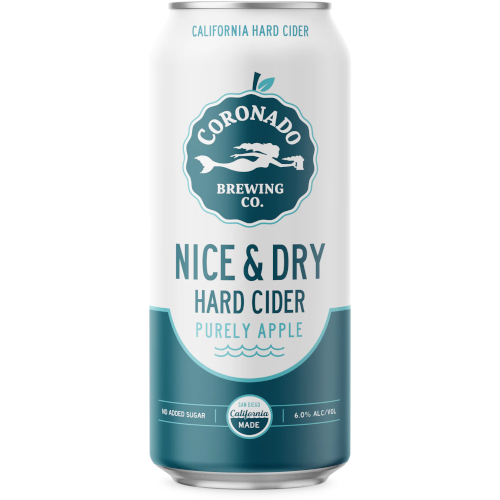 CALIFORNIA HARD CIDER
CORONADO
BREWING
CO.
NICE & DRY
HARD CIDER
PURELY APPLE
NO ADDED SUGAR
SAN DIEGO
California
MADE
6.0% ALC/VOL